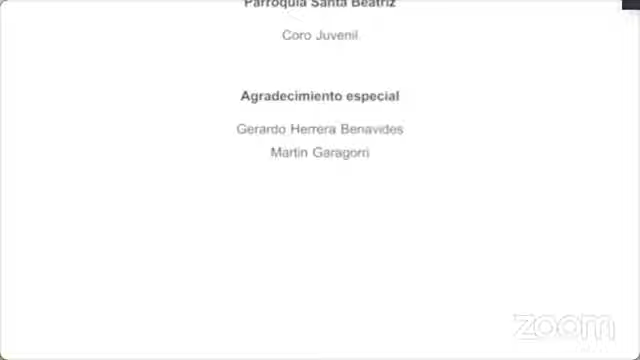 Parroquia Santa Beatriz
Coro Juvenil
Agradecimiento especial
Gerardo Herrera Benavides
Martin Garagorri
zoom